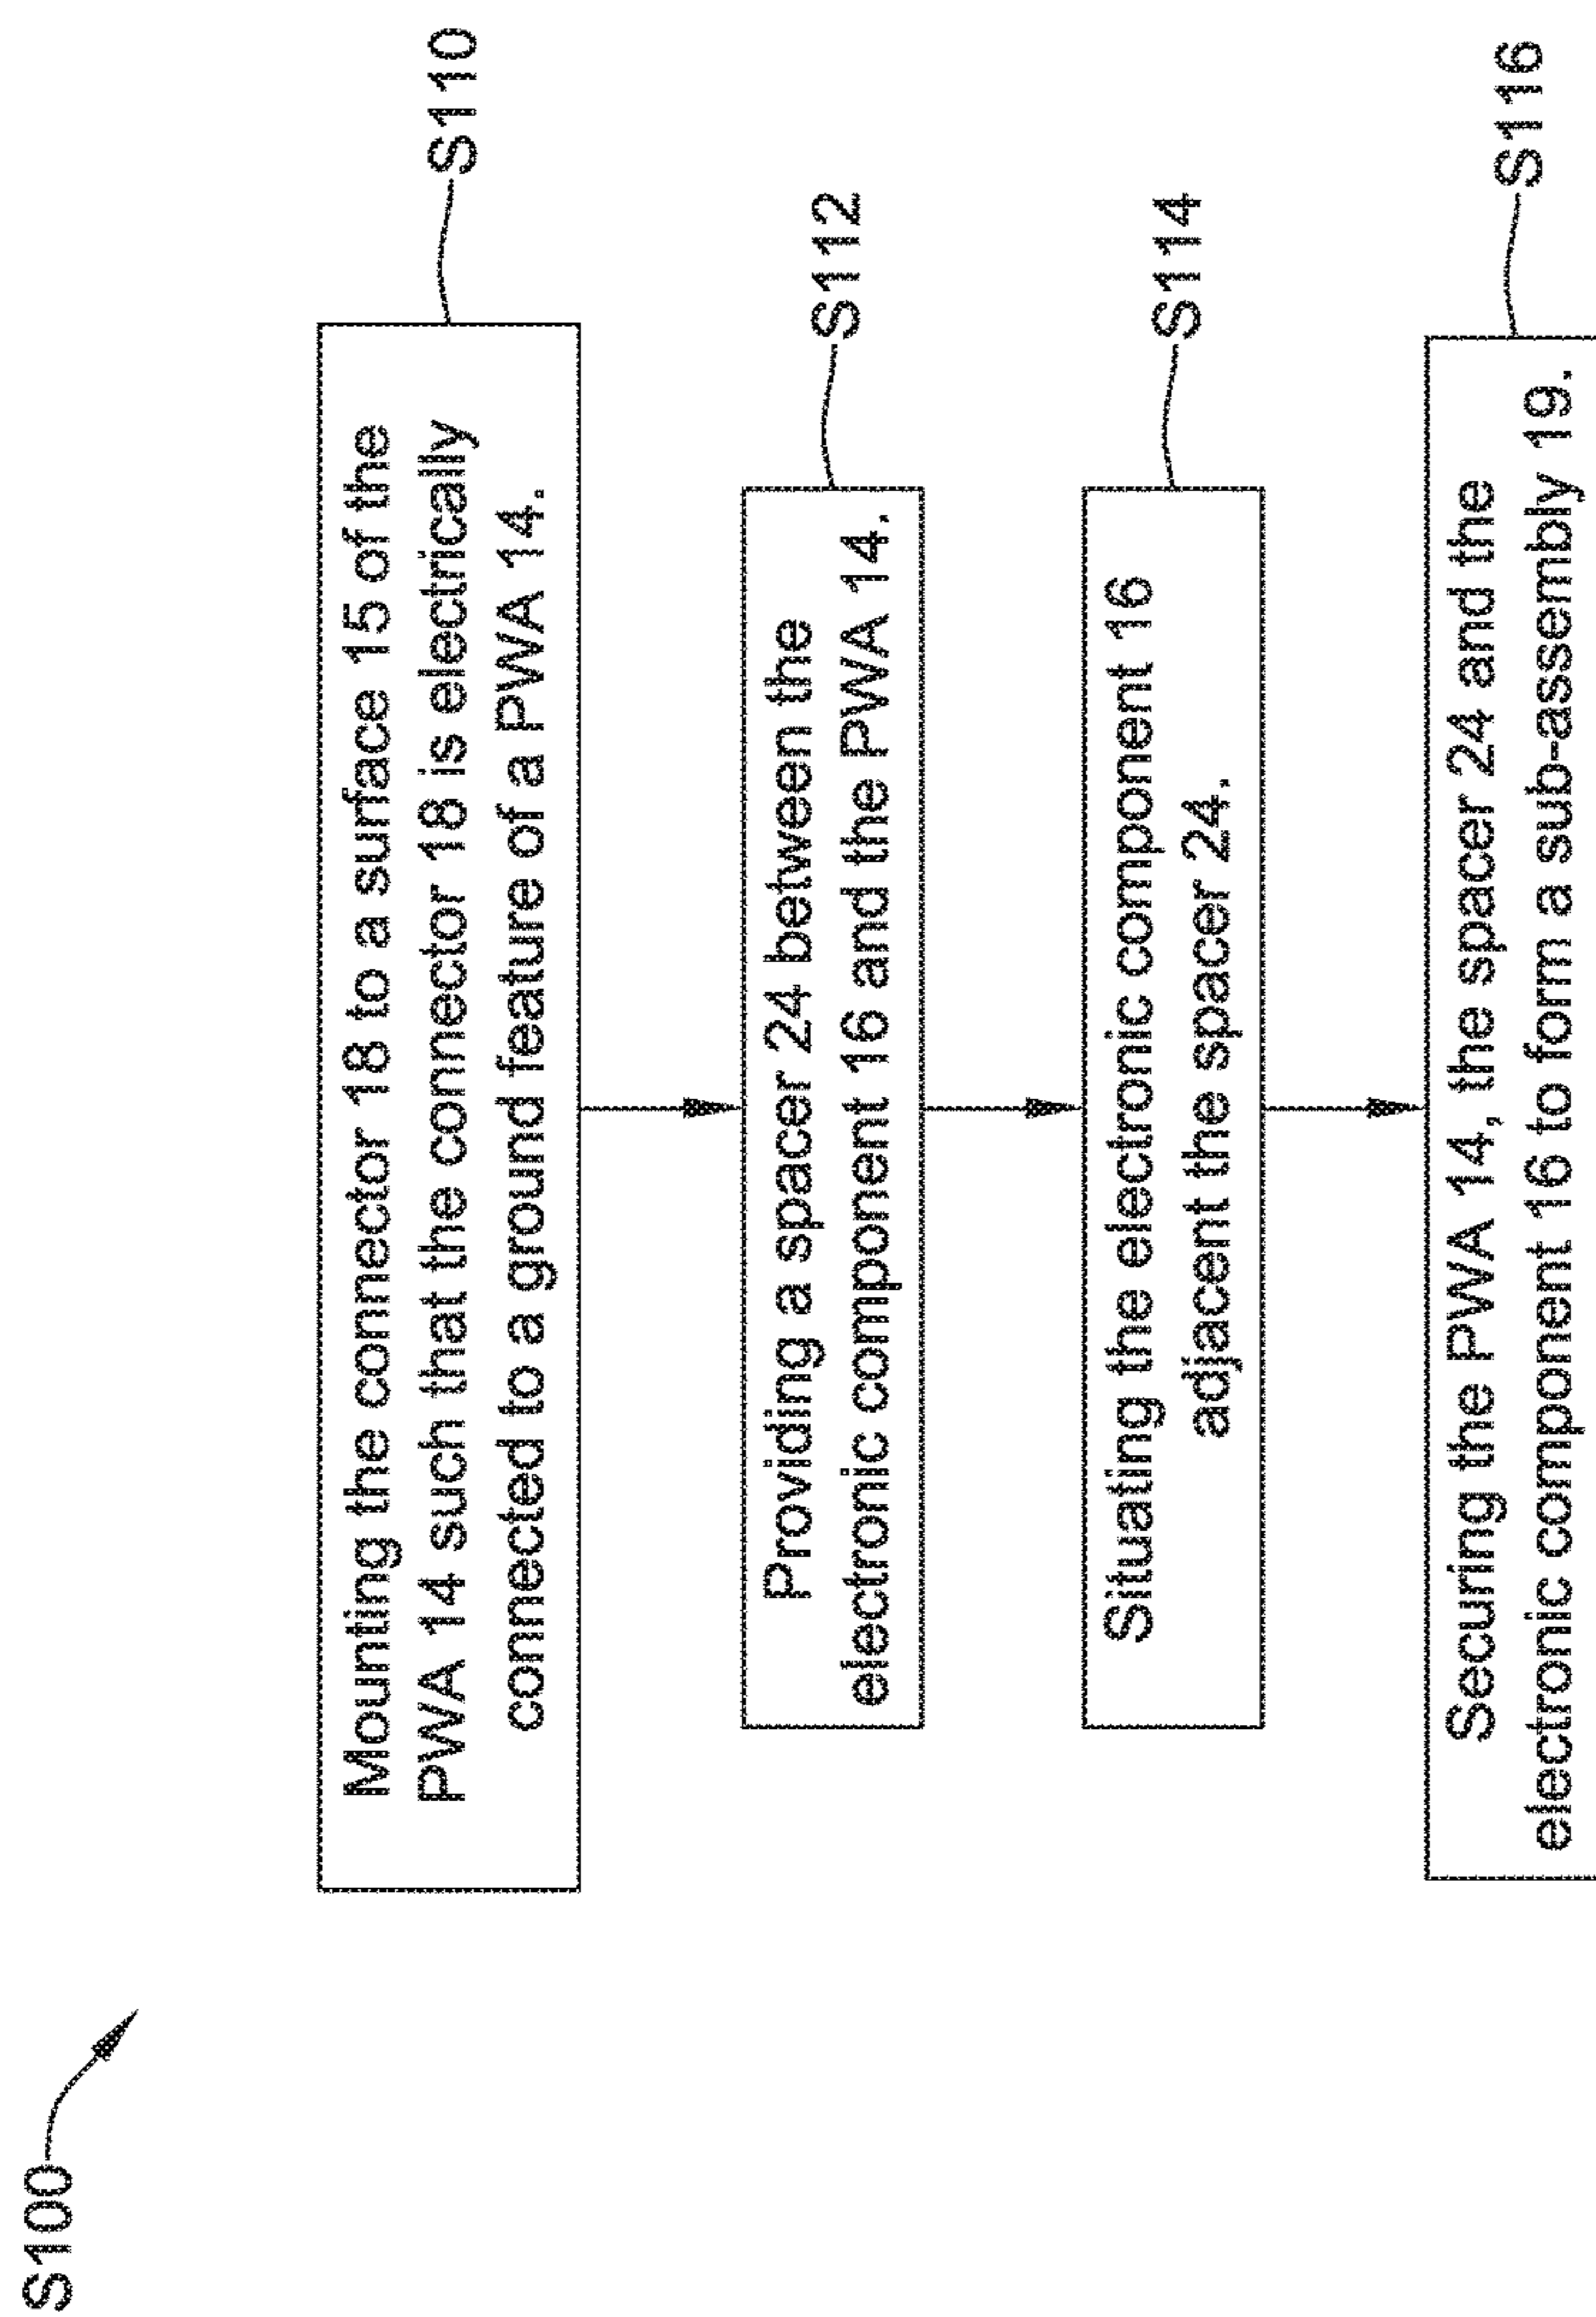 S100
Mounting the connector 18 to a surface 15 of the
PWA 14 such that the connector 18 is electrically
connected to a ground feature of a PWA 14.
S110
Providing a spacer 24 between the
electronic component 16 and the PWA 14.
S112
Situating the electronic component 16
adjacent the spacer 24.
S114
Securing the PWA 14, the spacer 24 and the
electronic component 16 to form a sub-assembly 19.
S116